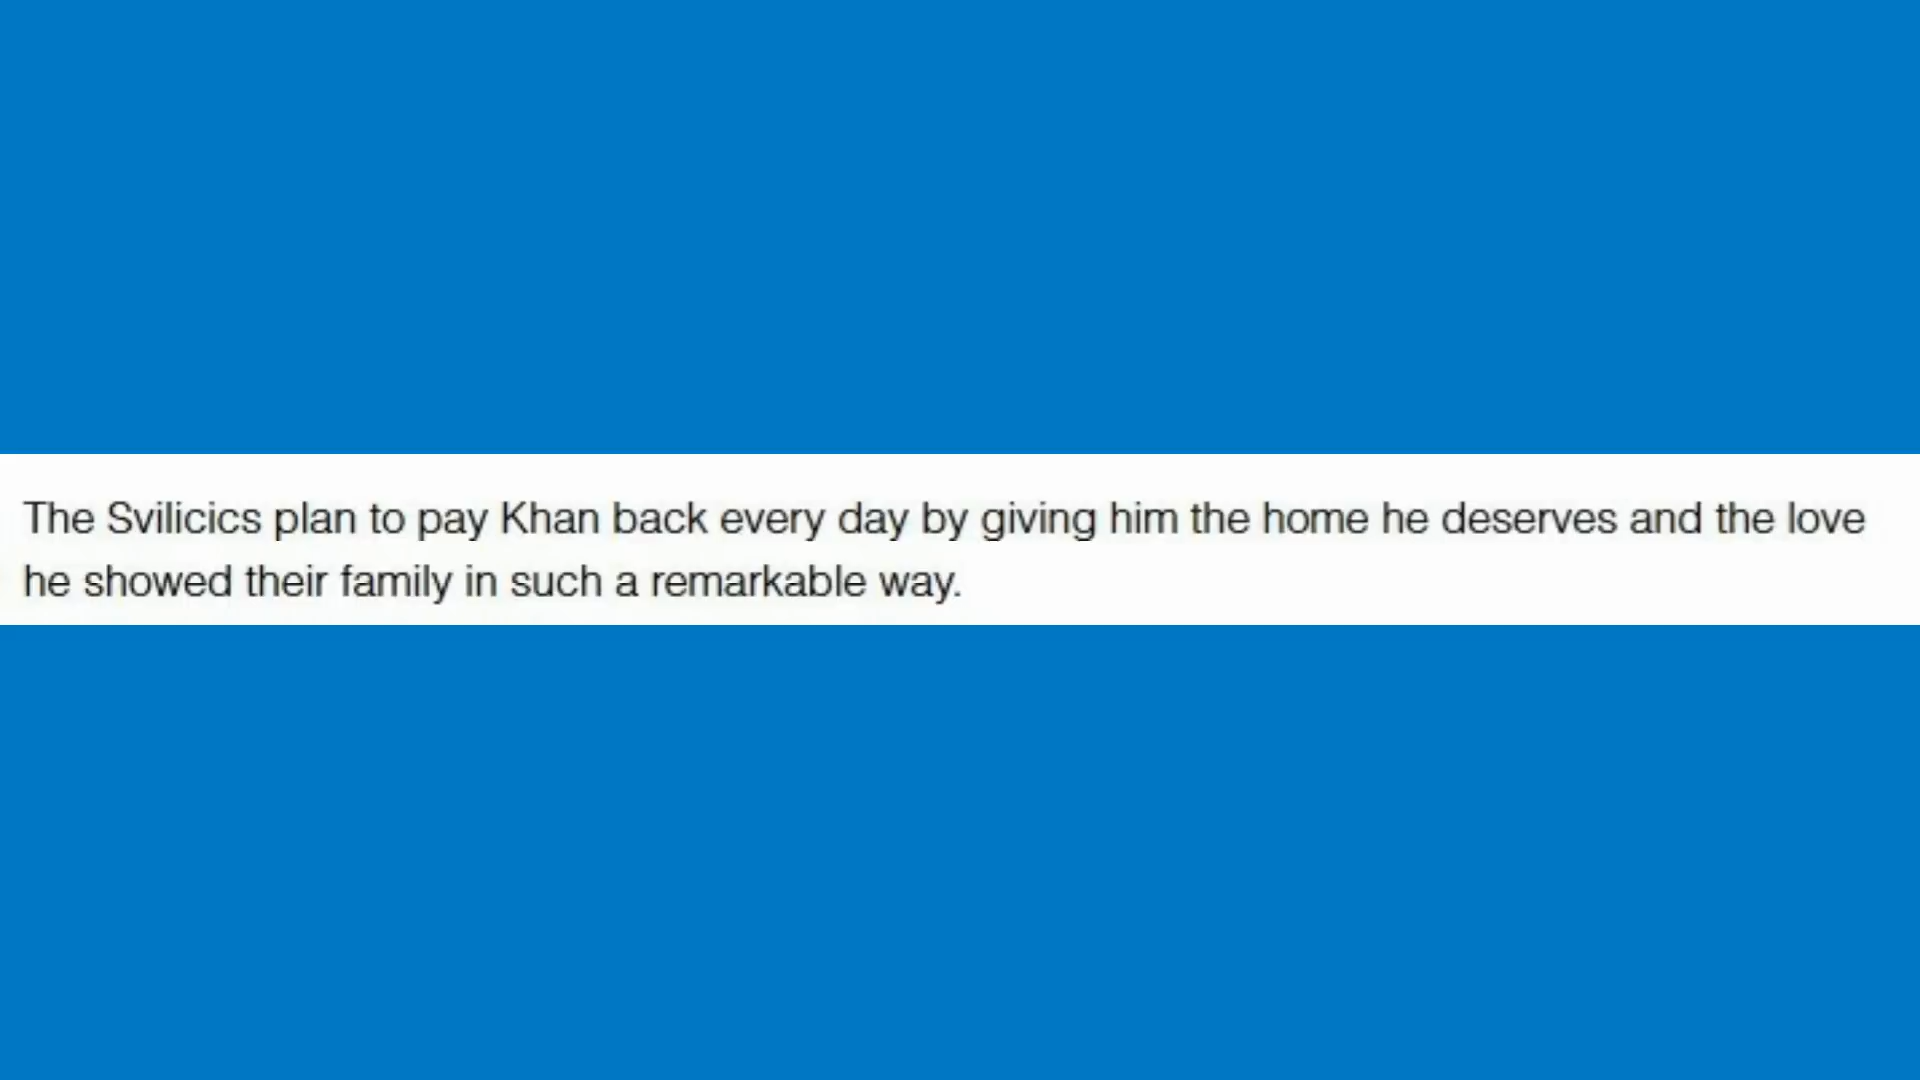 The Svilicics plan to pay Khan back every day by giving him the home he deserves and the love
he showed their family in such a remarkable way.